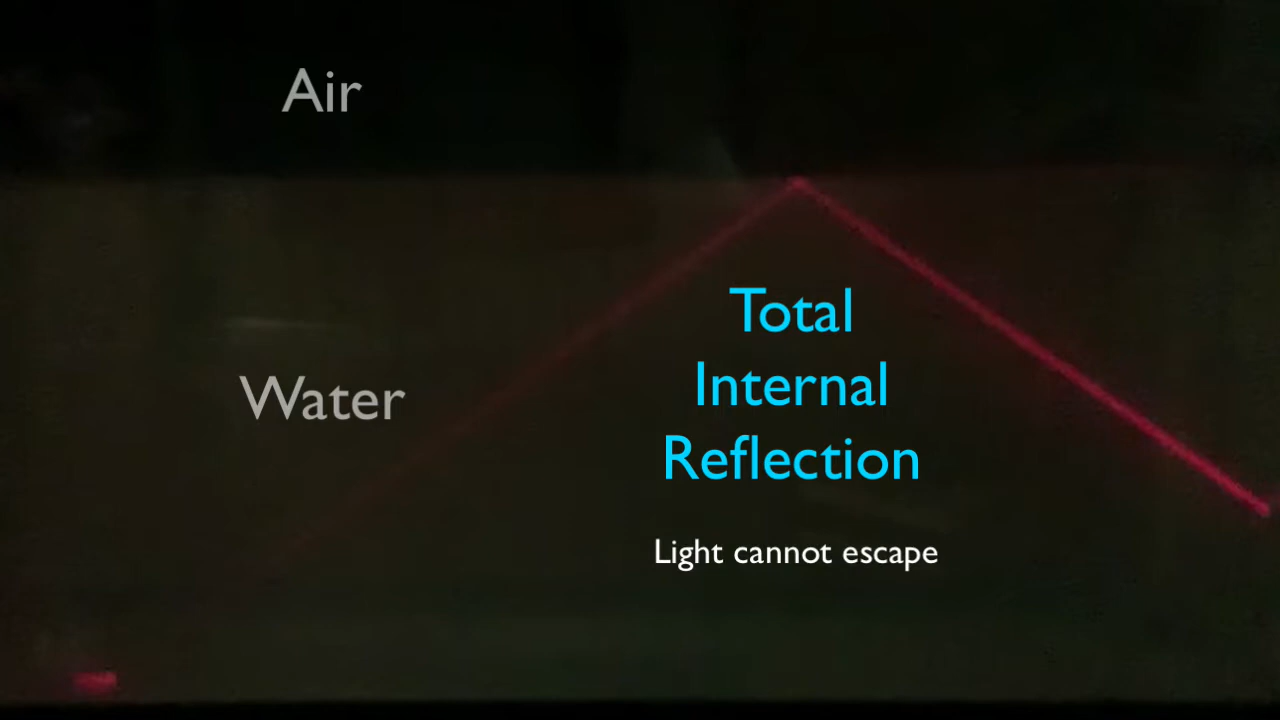 Air
Total
Internal
Water
Reflection
Light cannot escape